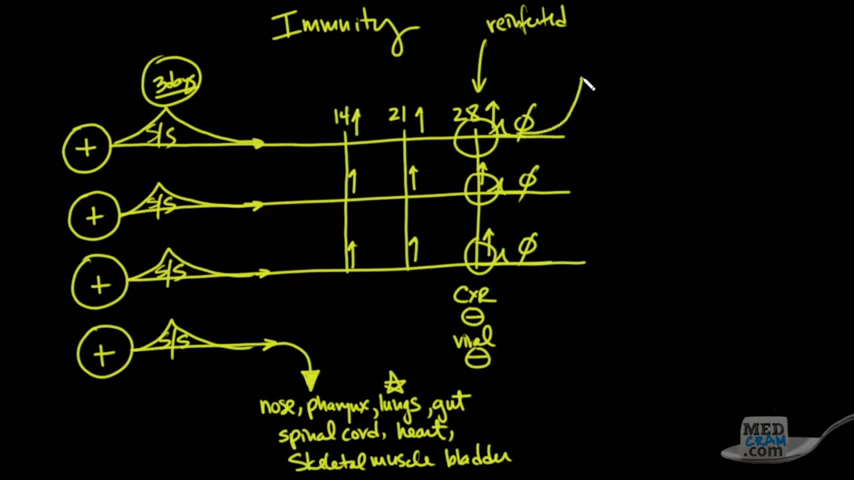 Immunity
reinfected
3days
14↑ 21↑ 28↑
+ S/S Ø
+ S/S ↑ ↑ ↑ Ø
+ S/S ↑ ↑ ↑ Ø
CXR
⊖
viral
⊖
+ S/S
nose, pharynx, lungs, gut
spinal cord, heart,
Skeletal muscle bladder
MED
CRAM
.com